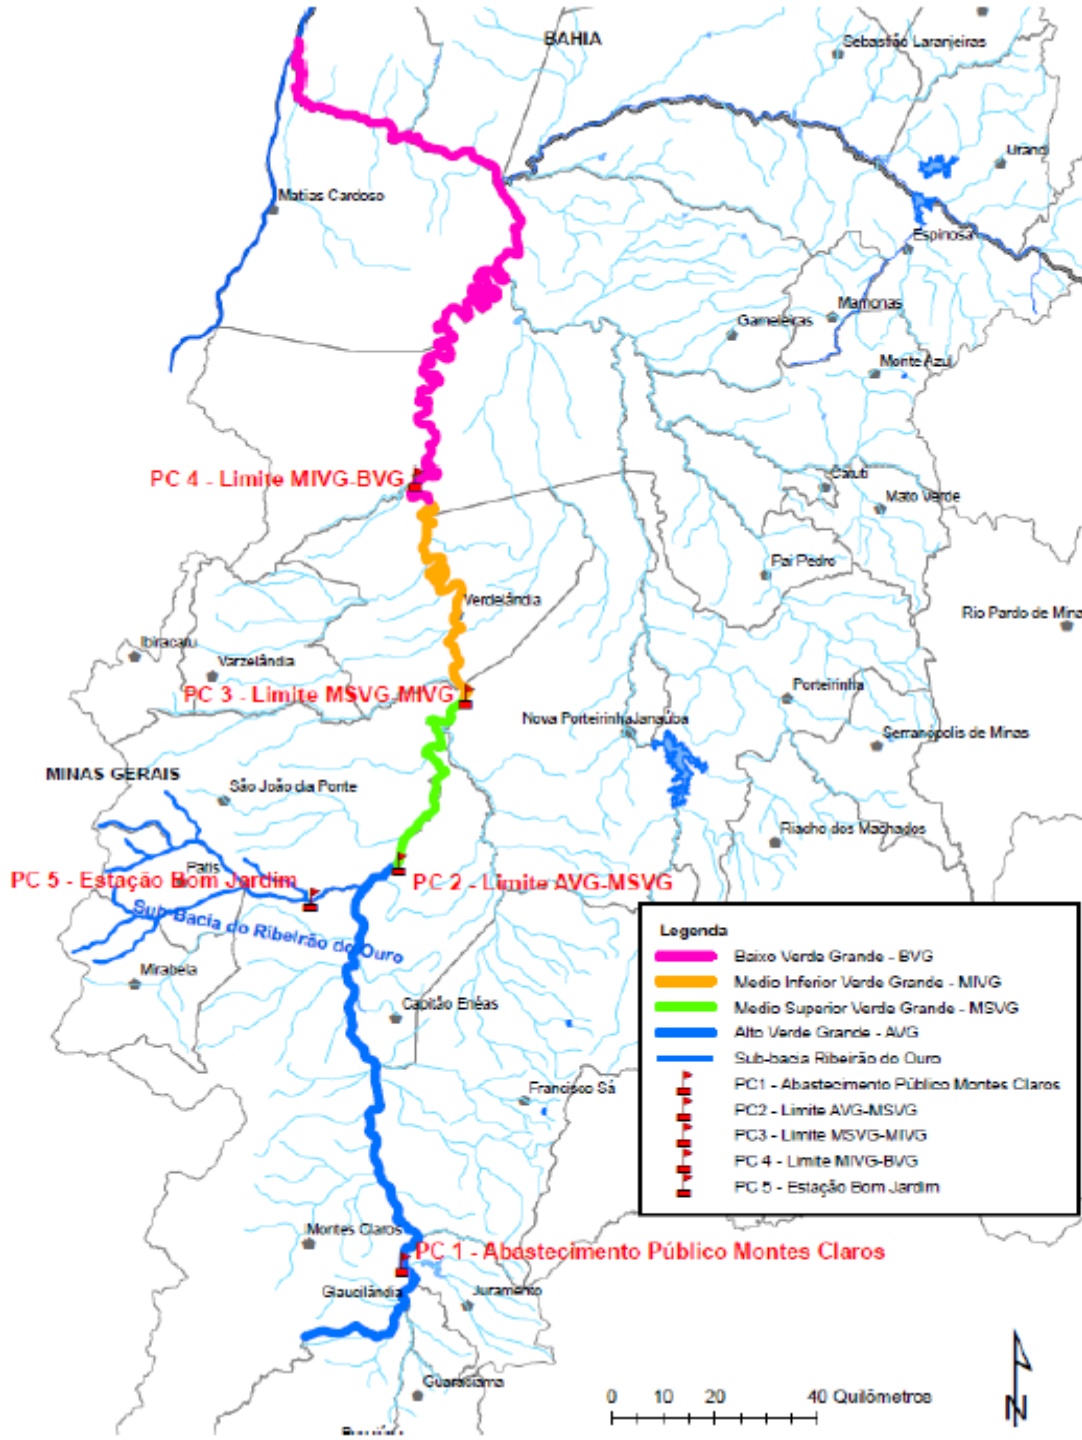 BAHIA
Sebastião Laranjeiras
Urandi
Matias Cardoso
Espinosa
Mamonas
Gameleiras
Monte Azul
PC 4 - Limite MIVG-BVG
Catuti
Mato Verde
Pai Pedro
Verdelândia
Rio Pardo de Mina
Ibiracatu
Varzelândia
PC 3 - Limite MSVG-MIVG
Porteirinha
Nova Porteirinha
Janaúba
Serranópolis de Minas
MINAS GERAIS
São João da Ponte
Riacho dos Machados
Patis
PC 5 - Estação Bom Jardim
PC 2 - Limite AVG-MSVG
Sub-Bacia do Ribeirão do Ouro
Mirabela
Capitão Enéas
Legenda
Baixo Verde Grande - BVG
Medio Inferior Verde Grande - MIVG
Medio Superior Verde Grande - MSVG
Alto Verde Grande - AVG
Sub-bacia Ribeirão do Ouro
PC1 - Abastecimento Público Montes Claros
PC2 - Limite AVG-MSVG
PC3 - Limite MSVG-MIVG
PC 4 - Limite MIVG-BVG
PC 5 - Estação Bom Jardim
Francisco Sá
Montes Claros
PC 1 - Abastecimento Público Montes Claros
Glaucilândia
Juramento
Guaraciama
0 10 20 40 Quilômetros
N